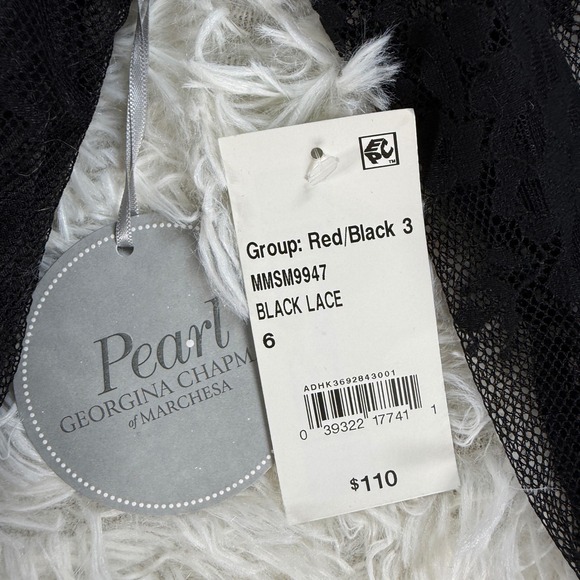 Pearl
GEORGINA CHAPM
of MARCHESA
EPC™
Group: Red/Black 3
MMSM9947
BLACK LACE
6
ADHK3692843001
0 39322 17741 1
$110